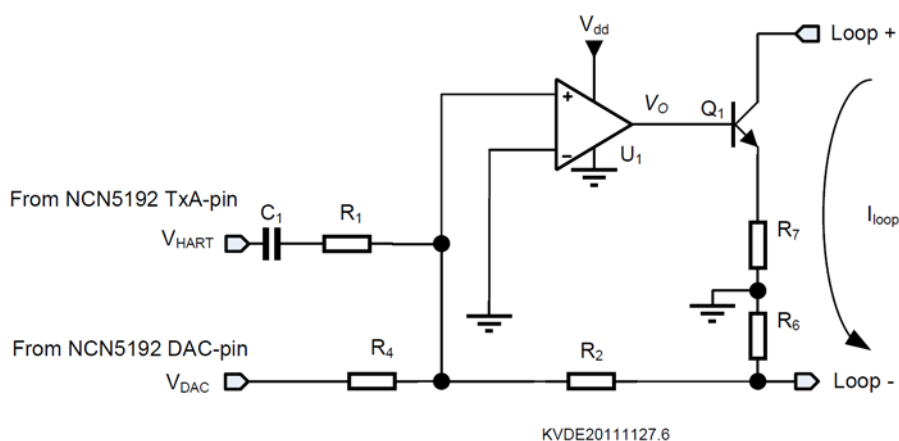 Vdd
Loop +
+
VO
Q1
−
U1
From NCN5192 TxA-pin
C1
R1
VHART
R7
Iloop
From NCN5192 DAC-pin
R4
R2
R6
VDAC
Loop -
KVDE20111127.6